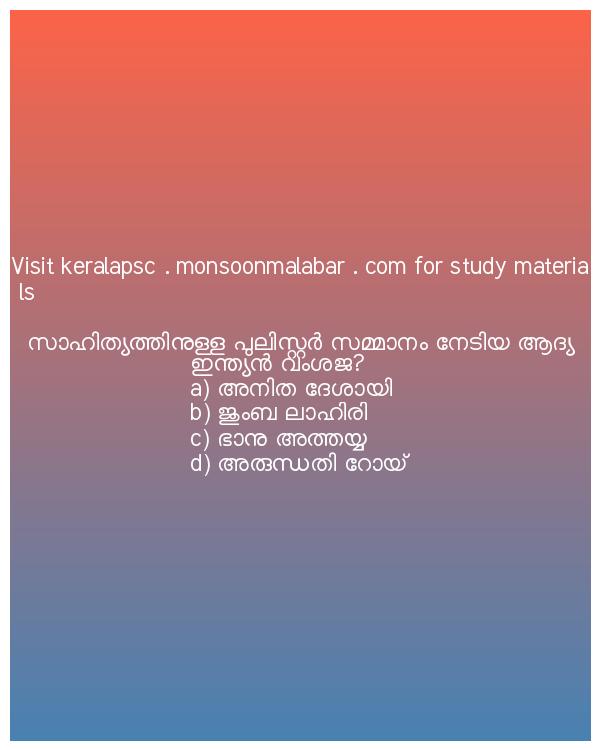 Visit keralapsc . monsoonmalabar . com for study materia
ls
സാഹിത്യത്തിനുള്ള പുലിസ്റ്റർ സമ്മാനം നേടിയ ആദ്യ
ഇന്ത്യൻ വംശജ?
a) അനിത ദേശായി
b) ജുംബ ലാഹിരി
c) ഭാനു അത്തയ്യ
d) അരുന്ധതി റോയ്